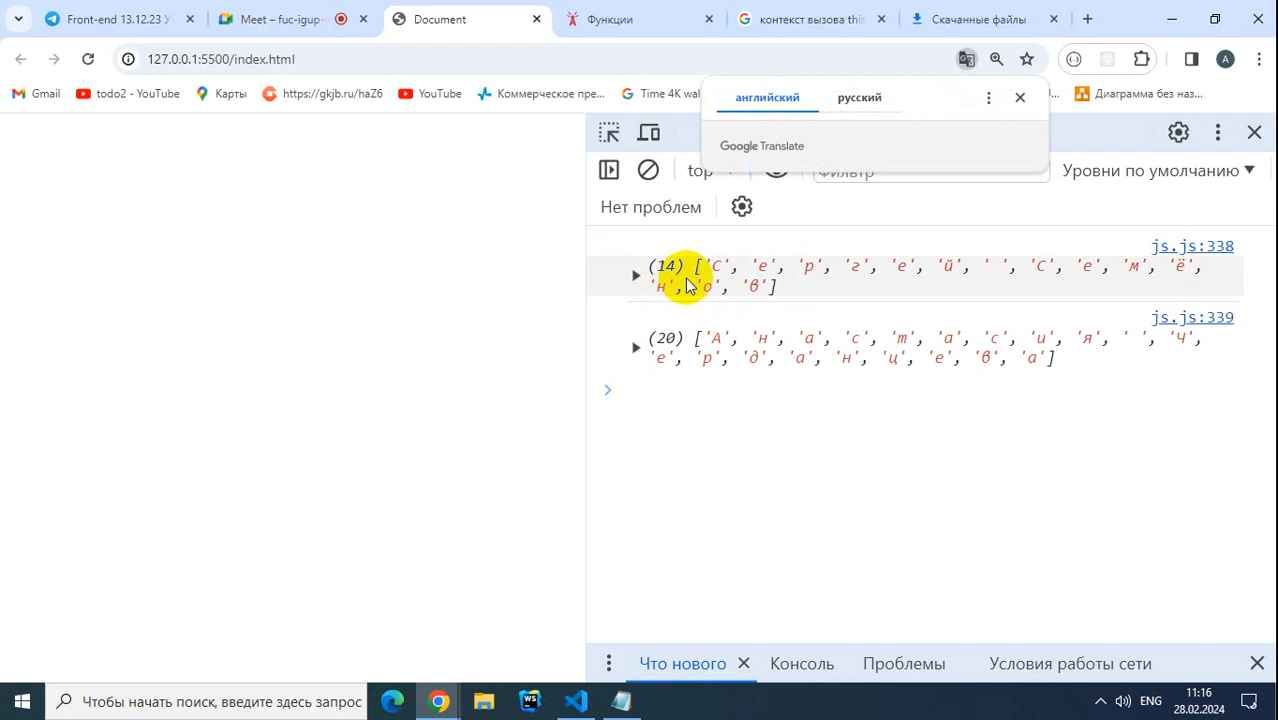 Front-end 13.12.23 У
Meet – fuc-igup-v
Document
Функции
контекст вызова this
Скачанные файлы
127.0.0.1:5500/index.html
A
Gmail
todo2 - YouTube
Карты
https://gkjb.ru/haZ6
YouTube
Коммерческое пре...
Time 4K wal
Диаграмма без наз...
английский
русский
Google Translate
top
Фильтр
Уровни по умолчанию
Нет проблем
js.js:338
(14) ['С', 'е', 'р', 'г', 'е', 'й', ' ', 'С', 'е', 'м', 'ё',
'н', 'о', 'в']
js.js:339
(20) ['А', 'н', 'а', 'с', 'т', 'а', 'с', 'и', 'я', ' ', 'Ч',
'е', 'р', 'д', 'а', 'н', 'ц', 'е', 'в', 'а']
Что нового
Консоль
Проблемы
Условия работы сети
Чтобы начать поиск, введите здесь запрос
WS
ENG
11:16
28.02.2024